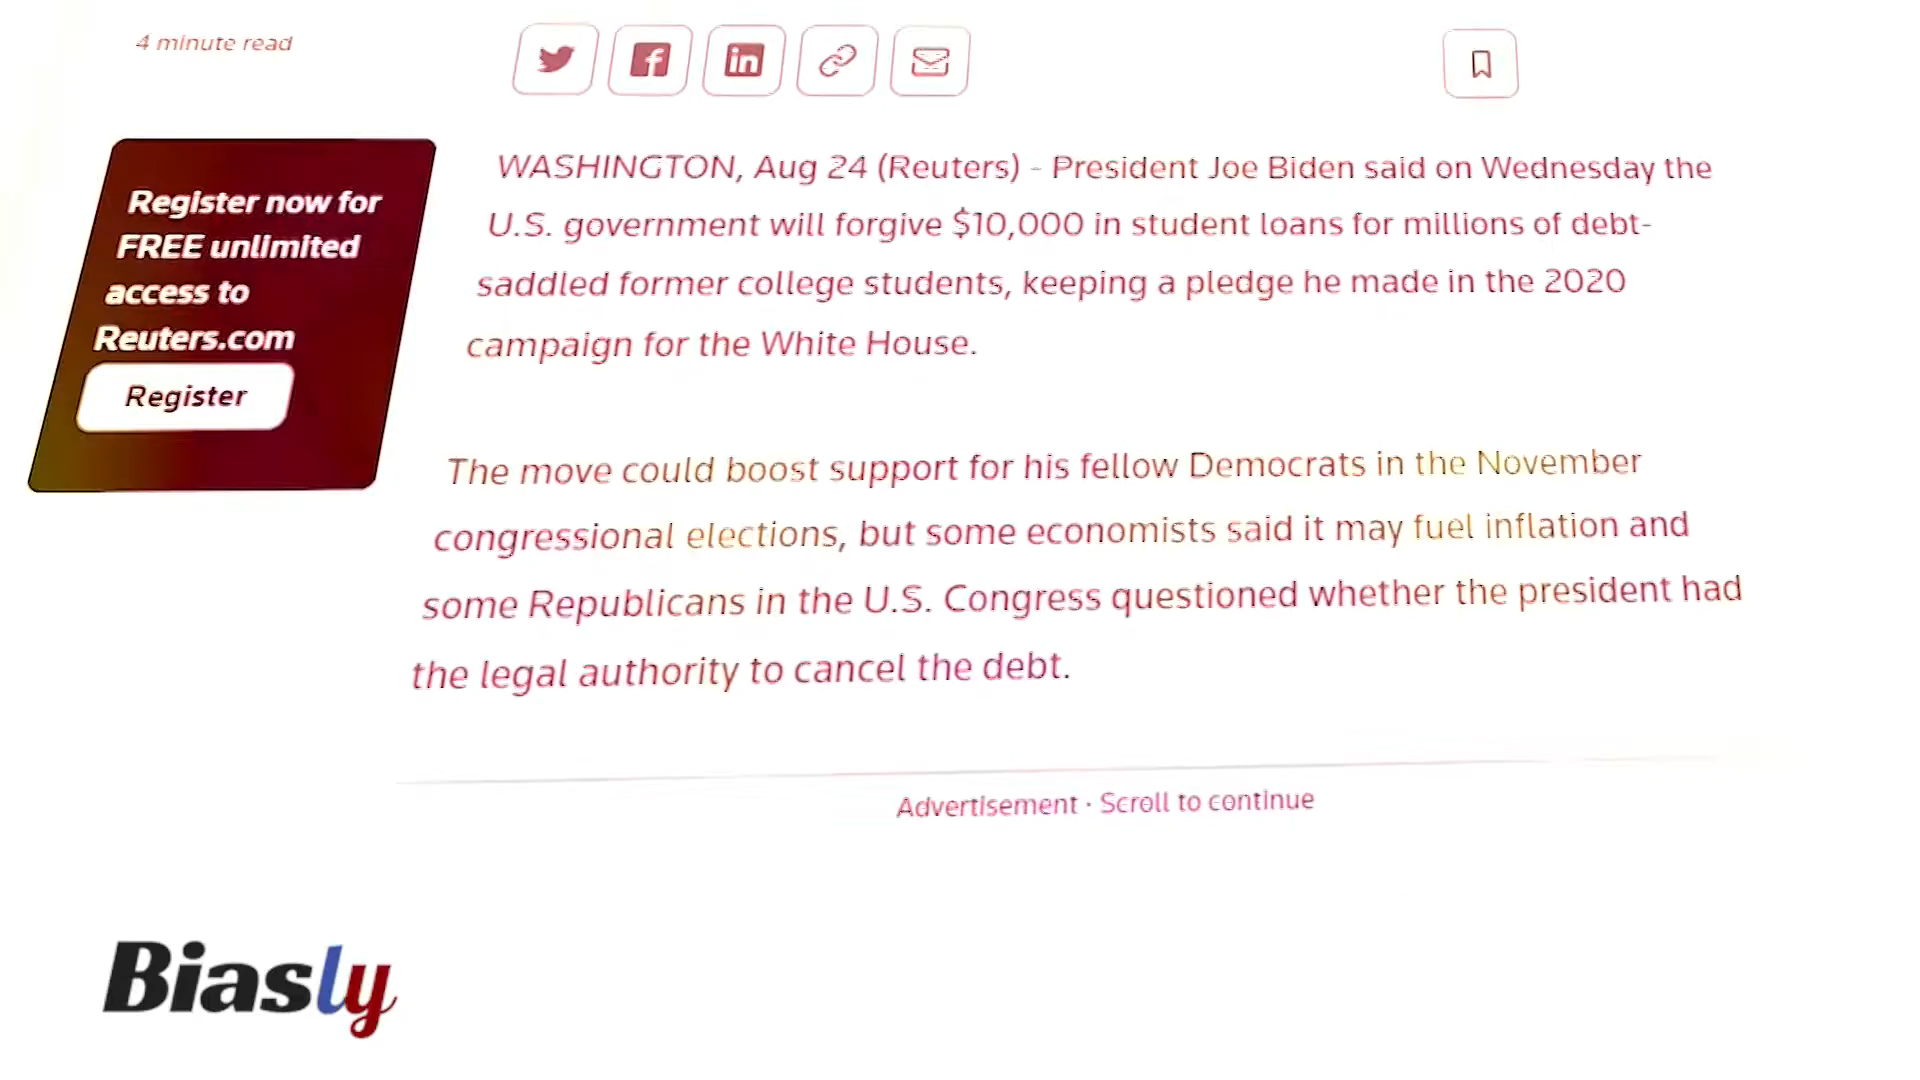 4 minute read
Register now for
FREE unlimited
access to
Reuters.com
Register
WASHINGTON, Aug 24 (Reuters) - President Joe Biden said on Wednesday the
U.S. government will forgive $10,000 in student loans for millions of debt-
saddled former college students, keeping a pledge he made in the 2020
campaign for the White House.
The move could boost support for his fellow Democrats in the November
congressional elections, but some economists said it may fuel inflation and
some Republicans in the U.S. Congress questioned whether the president had
the legal authority to cancel the debt.
Advertisement · Scroll to continue
Biasly